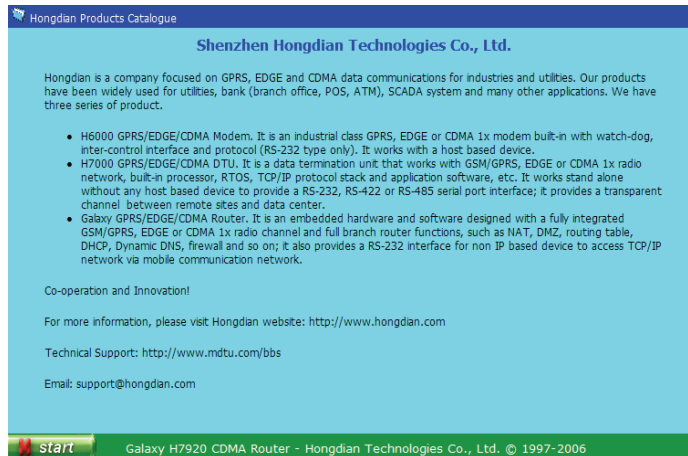 Hongdian Products Catalogue
Shenzhen Hongdian Technologies Co., Ltd.
Hongdian is a company focused on GPRS, EDGE and CDMA data communications for industries and utilities. Our products
have been widely used for utilities, bank (branch office, POS, ATM), SCADA system and many other applications. We have
three series of product.
• H6000 GPRS/EDGE/CDMA Modem. It is an industrial class GPRS, EDGE or CDMA 1x modem built-in with watch-dog,
inter-control interface and protocol (RS-232 type only). It works with a host based device.
• H7000 GPRS/EDGE/CDMA DTU. It is a data termination unit that works with GSM/GPRS, EDGE or CDMA 1x radio
network, built-in processor, RTOS, TCP/IP protocol stack and application software, etc. It works stand alone
without any host based device to provide a RS-232, RS-422 or RS-485 serial port interface; it provides a transparent
channel between remote sites and data center.
• Galaxy GPRS/EDGE/CDMA Router. It is an embedded hardware and software designed with a fully integrated
GSM/GPRS, EDGE or CDMA 1x radio channel and full branch router functions, such as NAT, DMZ, routing table,
DHCP, Dynamic DNS, firewall and so on; it also provides a RS-232 interface for non IP based device to access TCP/IP
network via mobile communication network.
Co-operation and Innovation!
For more information, please visit Hongdian website: http://www.hongdian.com
Technical Support: http://www.mdtu.com/bbs
Email: support@hongdian.com
start
Galaxy H7920 CDMA Router - Hongdian Technologies Co., Ltd. © 1997-2006